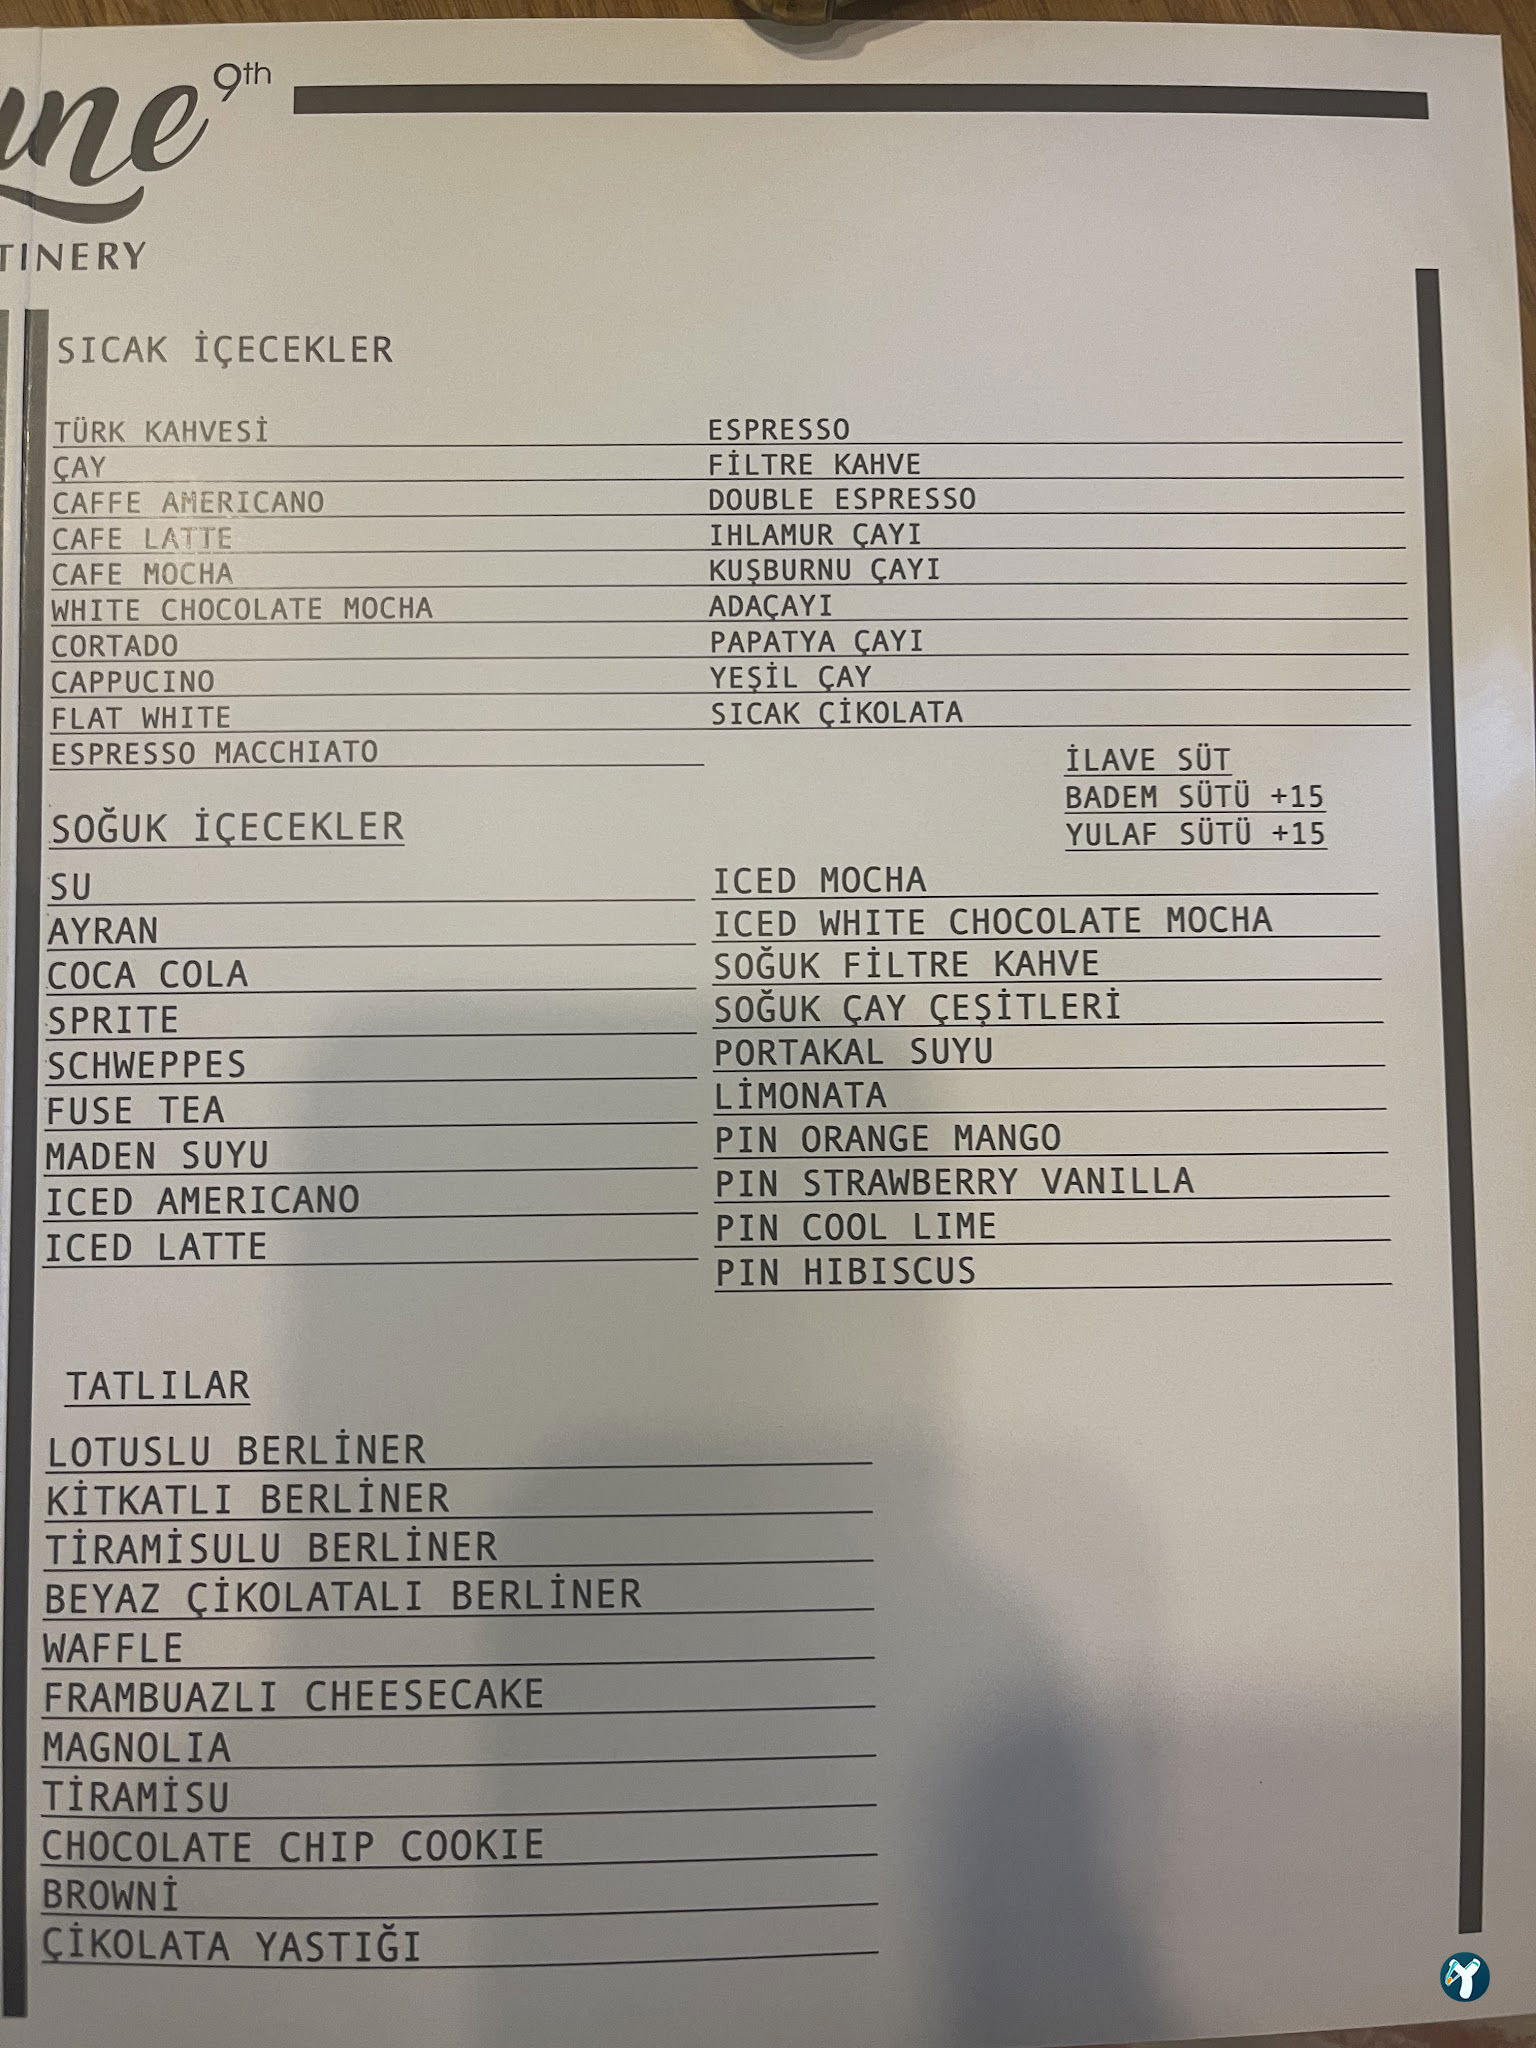 une 9th
TINERY
SICAK İÇECEKLER
TÜRK KAHVESİ
ÇAY
CAFFE AMERICANO
CAFE LATTE
CAFE MOCHA
WHITE CHOCOLATE MOCHA
CORTADO
CAPPUCINO
FLAT WHITE
ESPRESSO MACCHIATO
ESPRESSO
FİLTRE KAHVE
DOUBLE ESPRESSO
IHLAMUR ÇAYI
KUŞBURNU ÇAYI
ADAÇAYI
PAPATYA ÇAYI
YEŞİL ÇAY
SICAK ÇİKOLATA
İLAVE SÜT
BADEM SÜTÜ +15
YULAF SÜTÜ +15
SOĞUK İÇECEKLER
SU
AYRAN
COCA COLA
SPRITE
SCHWEPPES
FUSE TEA
MADEN SUYU
ICED AMERICANO
ICED LATTE
ICED MOCHA
ICED WHITE CHOCOLATE MOCHA
SOĞUK FİLTRE KAHVE
SOĞUK ÇAY ÇEŞİTLERİ
PORTAKAL SUYU
LİMONATA
PIN ORANGE MANGO
PIN STRAWBERRY VANILLA
PIN COOL LIME
PIN HIBISCUS
TATLILAR
LOTUSLU BERLİNER
KİTKATLI BERLİNER
TİRAMİSULU BERLİNER
BEYAZ ÇİKOLATALI BERLİNER
WAFFLE
FRAMBUAZLI CHEESECAKE
MAGNOLIA
TİRAMİSU
CHOCOLATE CHIP COOKIE
BROWNİ
ÇİKOLATA YASTIĞI